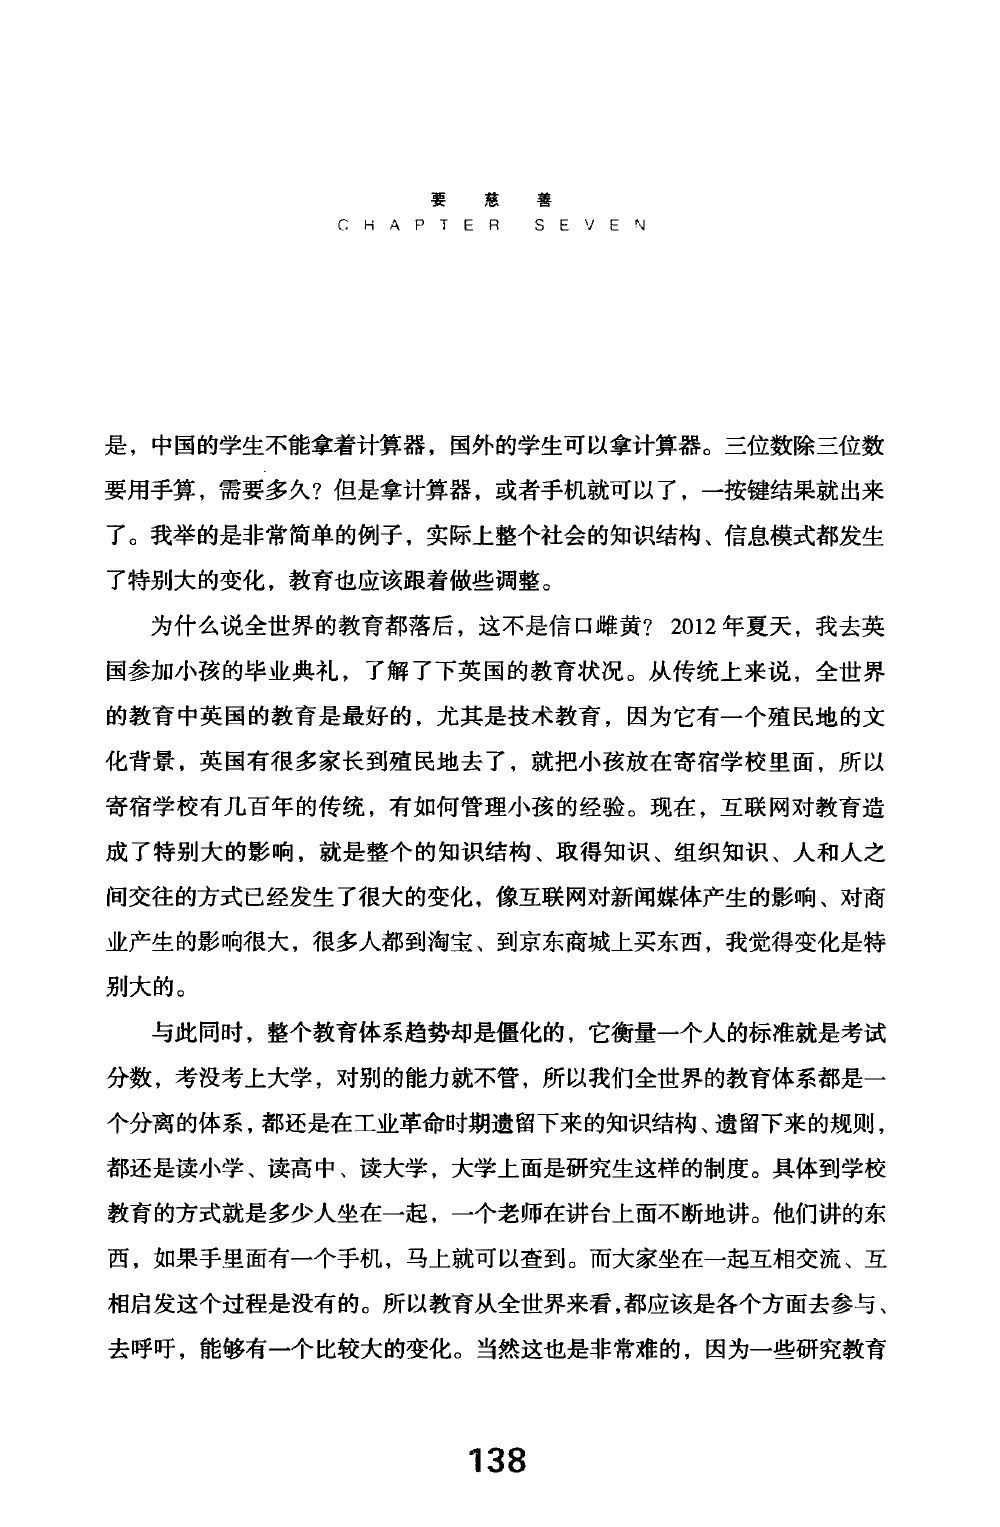 要慈善
CHAPTER SEVEN
是，中国的学生不能拿着计算器，国外的学生可以拿计算器。三位数除三位数
要用手算，需要多久？但是拿计算器，或者手机就可以了，一按键结果就出来
了。我举的是非常简单的例子，实际上整个社会的知识结构、信息模式都发生
了特别大的变化，教育也应该跟着做些调整。
为什么说全世界的教育都落后，这不是信口雌黄？ 2012 年夏天，我去英
国参加小孩的毕业典礼，了解了下英国的教育状况。从传统上来说，全世界
的教育中英国的教育是最好的，尤其是技术教育，因为它有一个殖民地的文
化背景，英国有很多家长到殖民地去了，就把小孩放在寄宿学校里面，所以
寄宿学校有几百年的传统，有如何管理小孩的经验。现在，互联网对教育造
成了特别大的影响，就是整个的知识结构、取得知识、组织知识、人和人之
间交往的方式已经发生了很大的变化，像互联网对新闻媒体产生的影响、对商
业产生的影响很大，很多人都到淘宝、到京东商城上买东西，我觉得变化是特
别大的。
与此同时，整个教育体系趋势却是僵化的，它衡量一个人的标准就是考试
分数，考没考上大学，对别的能力就不管，所以我们全世界的教育体系都是一
个分离的体系，都还是在工业革命时期遗留下来的知识结构、遗留下来的规则，
都还是读小学、读高中、读大学，大学上面是研究生这样的制度。具体到学校
教育的方式就是多少人坐在一起，一个老师在讲台上面不断地讲。他们讲的东
西，如果手里面有一个手机，马上就可以查到。而大家坐在一起互相交流、互
相启发这个过程是没有的。所以教育从全世界来看，都应该是各个方面去参与、
去呼吁，能够有一个比较大的变化。当然这也是非常难的，因为一些研究教育
138